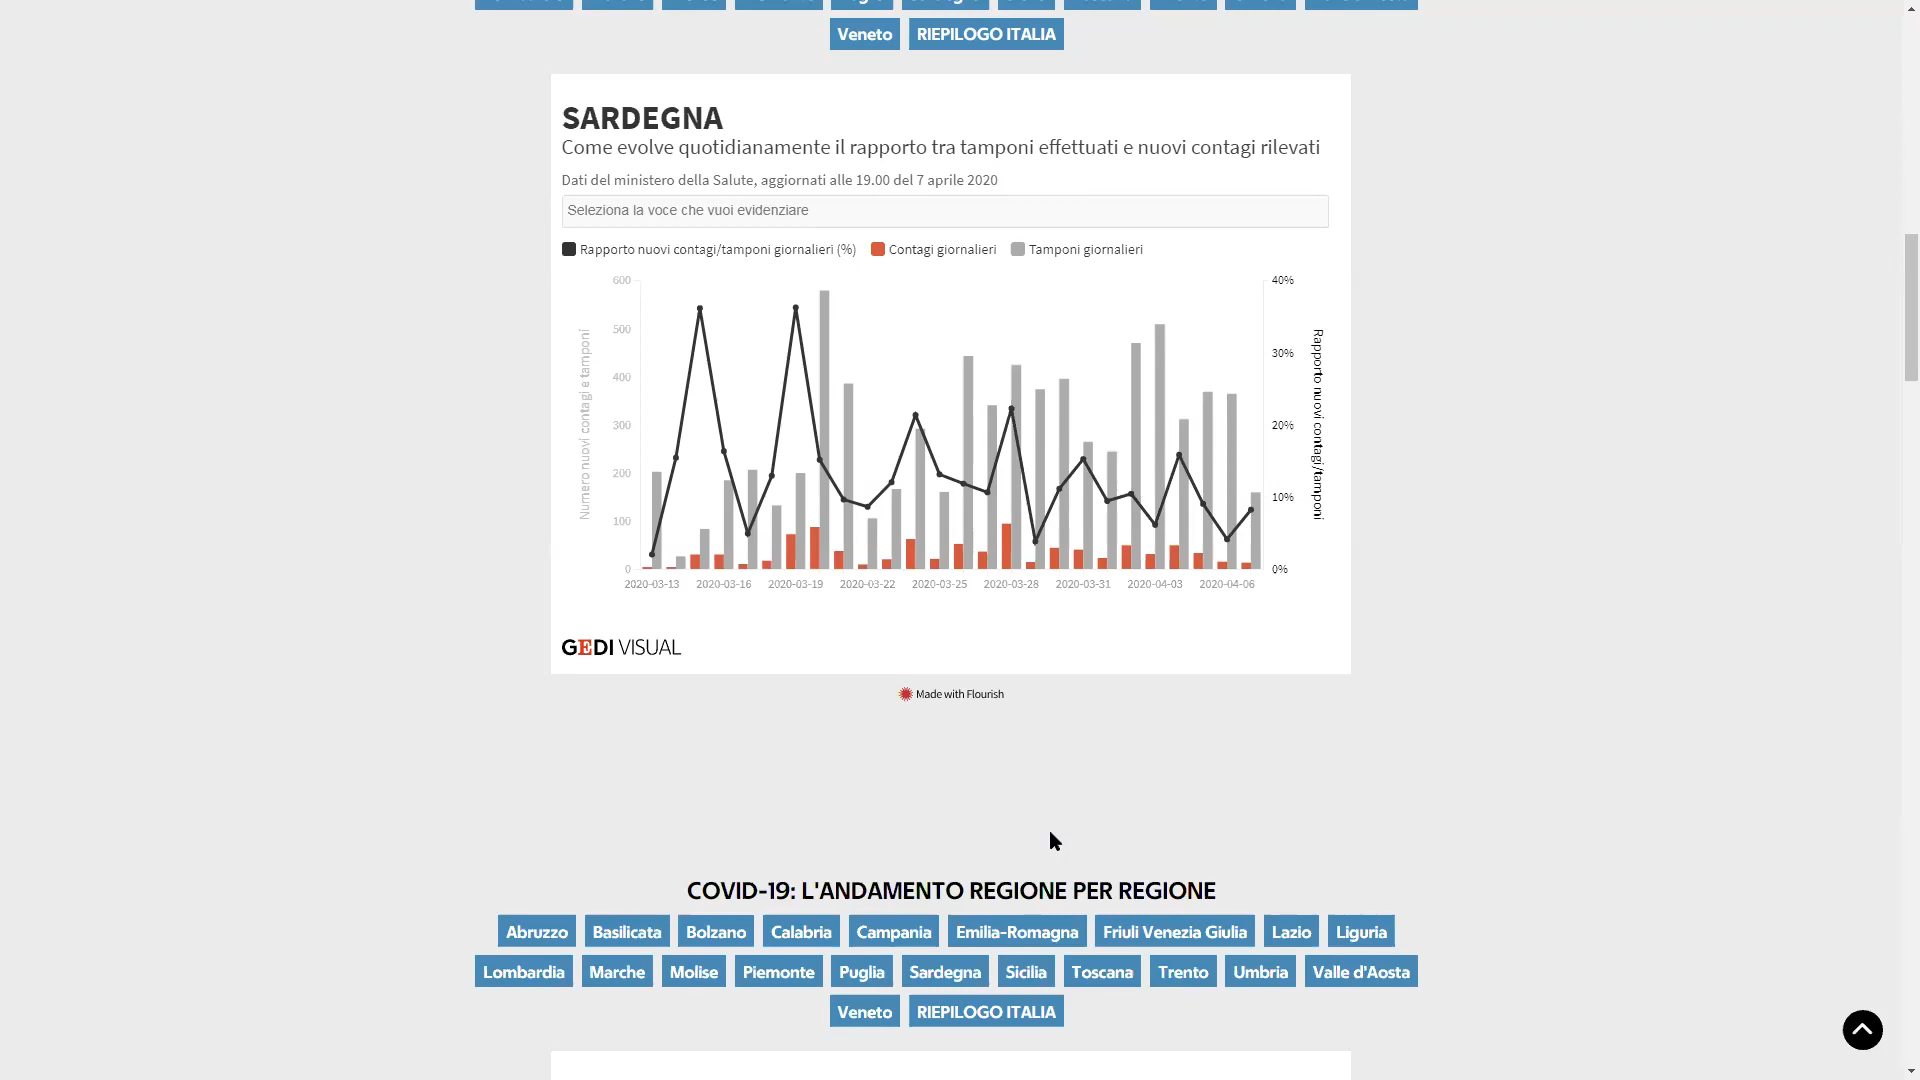 Veneto RIEPILOGO ITALIA
SARDEGNA
Come evolve quotidianamente il rapporto tra tamponi effettuati e nuovi contagi rilevati
Dati del ministero della Salute, aggiornati alle 19.00 del 7 aprile 2020
Seleziona la voce che vuoi evidenziare
Rapporto nuovi contagi/tamponi giornalieri (%) Contagi giornalieri Tamponi giornalieri
Numero nuovi contagi e tamponi
600
500
400
300
200
100
0
40%
30%
20%
10%
0%
Rapporto nuovi contagi/tamponi
2020-03-13 2020-03-16 2020-03-19 2020-03-22 2020-03-25 2020-03-28 2020-03-31 2020-04-03 2020-04-06
GEDI VISUAL
Made with Flourish
COVID-19: L'ANDAMENTO REGIONE PER REGIONE
Abruzzo Basilicata Bolzano Calabria Campania Emilia-Romagna Friuli Venezia Giulia Lazio Liguria
Lombardia Marche Molise Piemonte Puglia Sardegna Sicilia Toscana Trento Umbria Valle d'Aosta
Veneto RIEPILOGO ITALIA